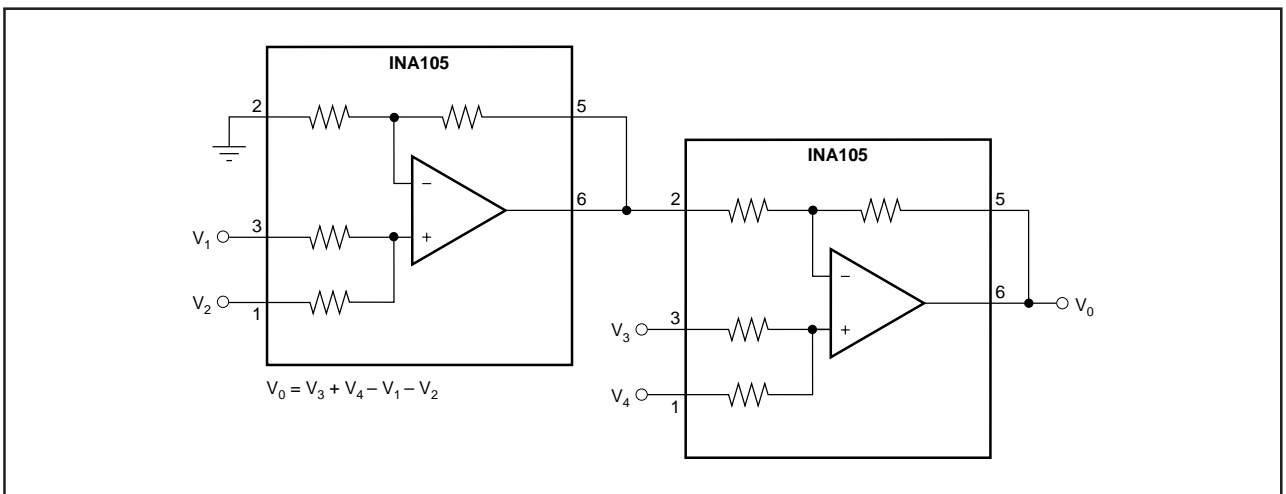 INA105
2
5
6
3
V₁
V₂
1
V₀ = V₃ + V₄ – V₁ – V₂
INA105
2
5
6
V₀
3
V₃
V₄
1
–
+
–
+